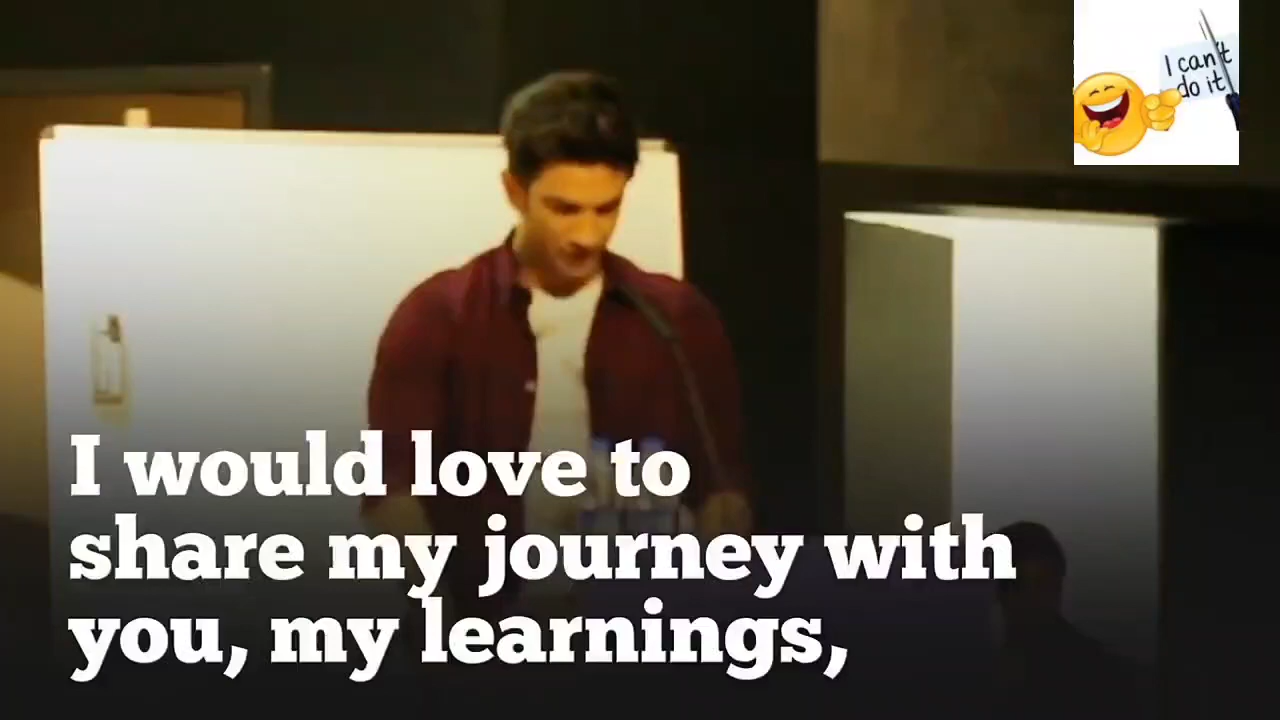 I can't
do it
I would love to
share my journey with
you, my learnings,